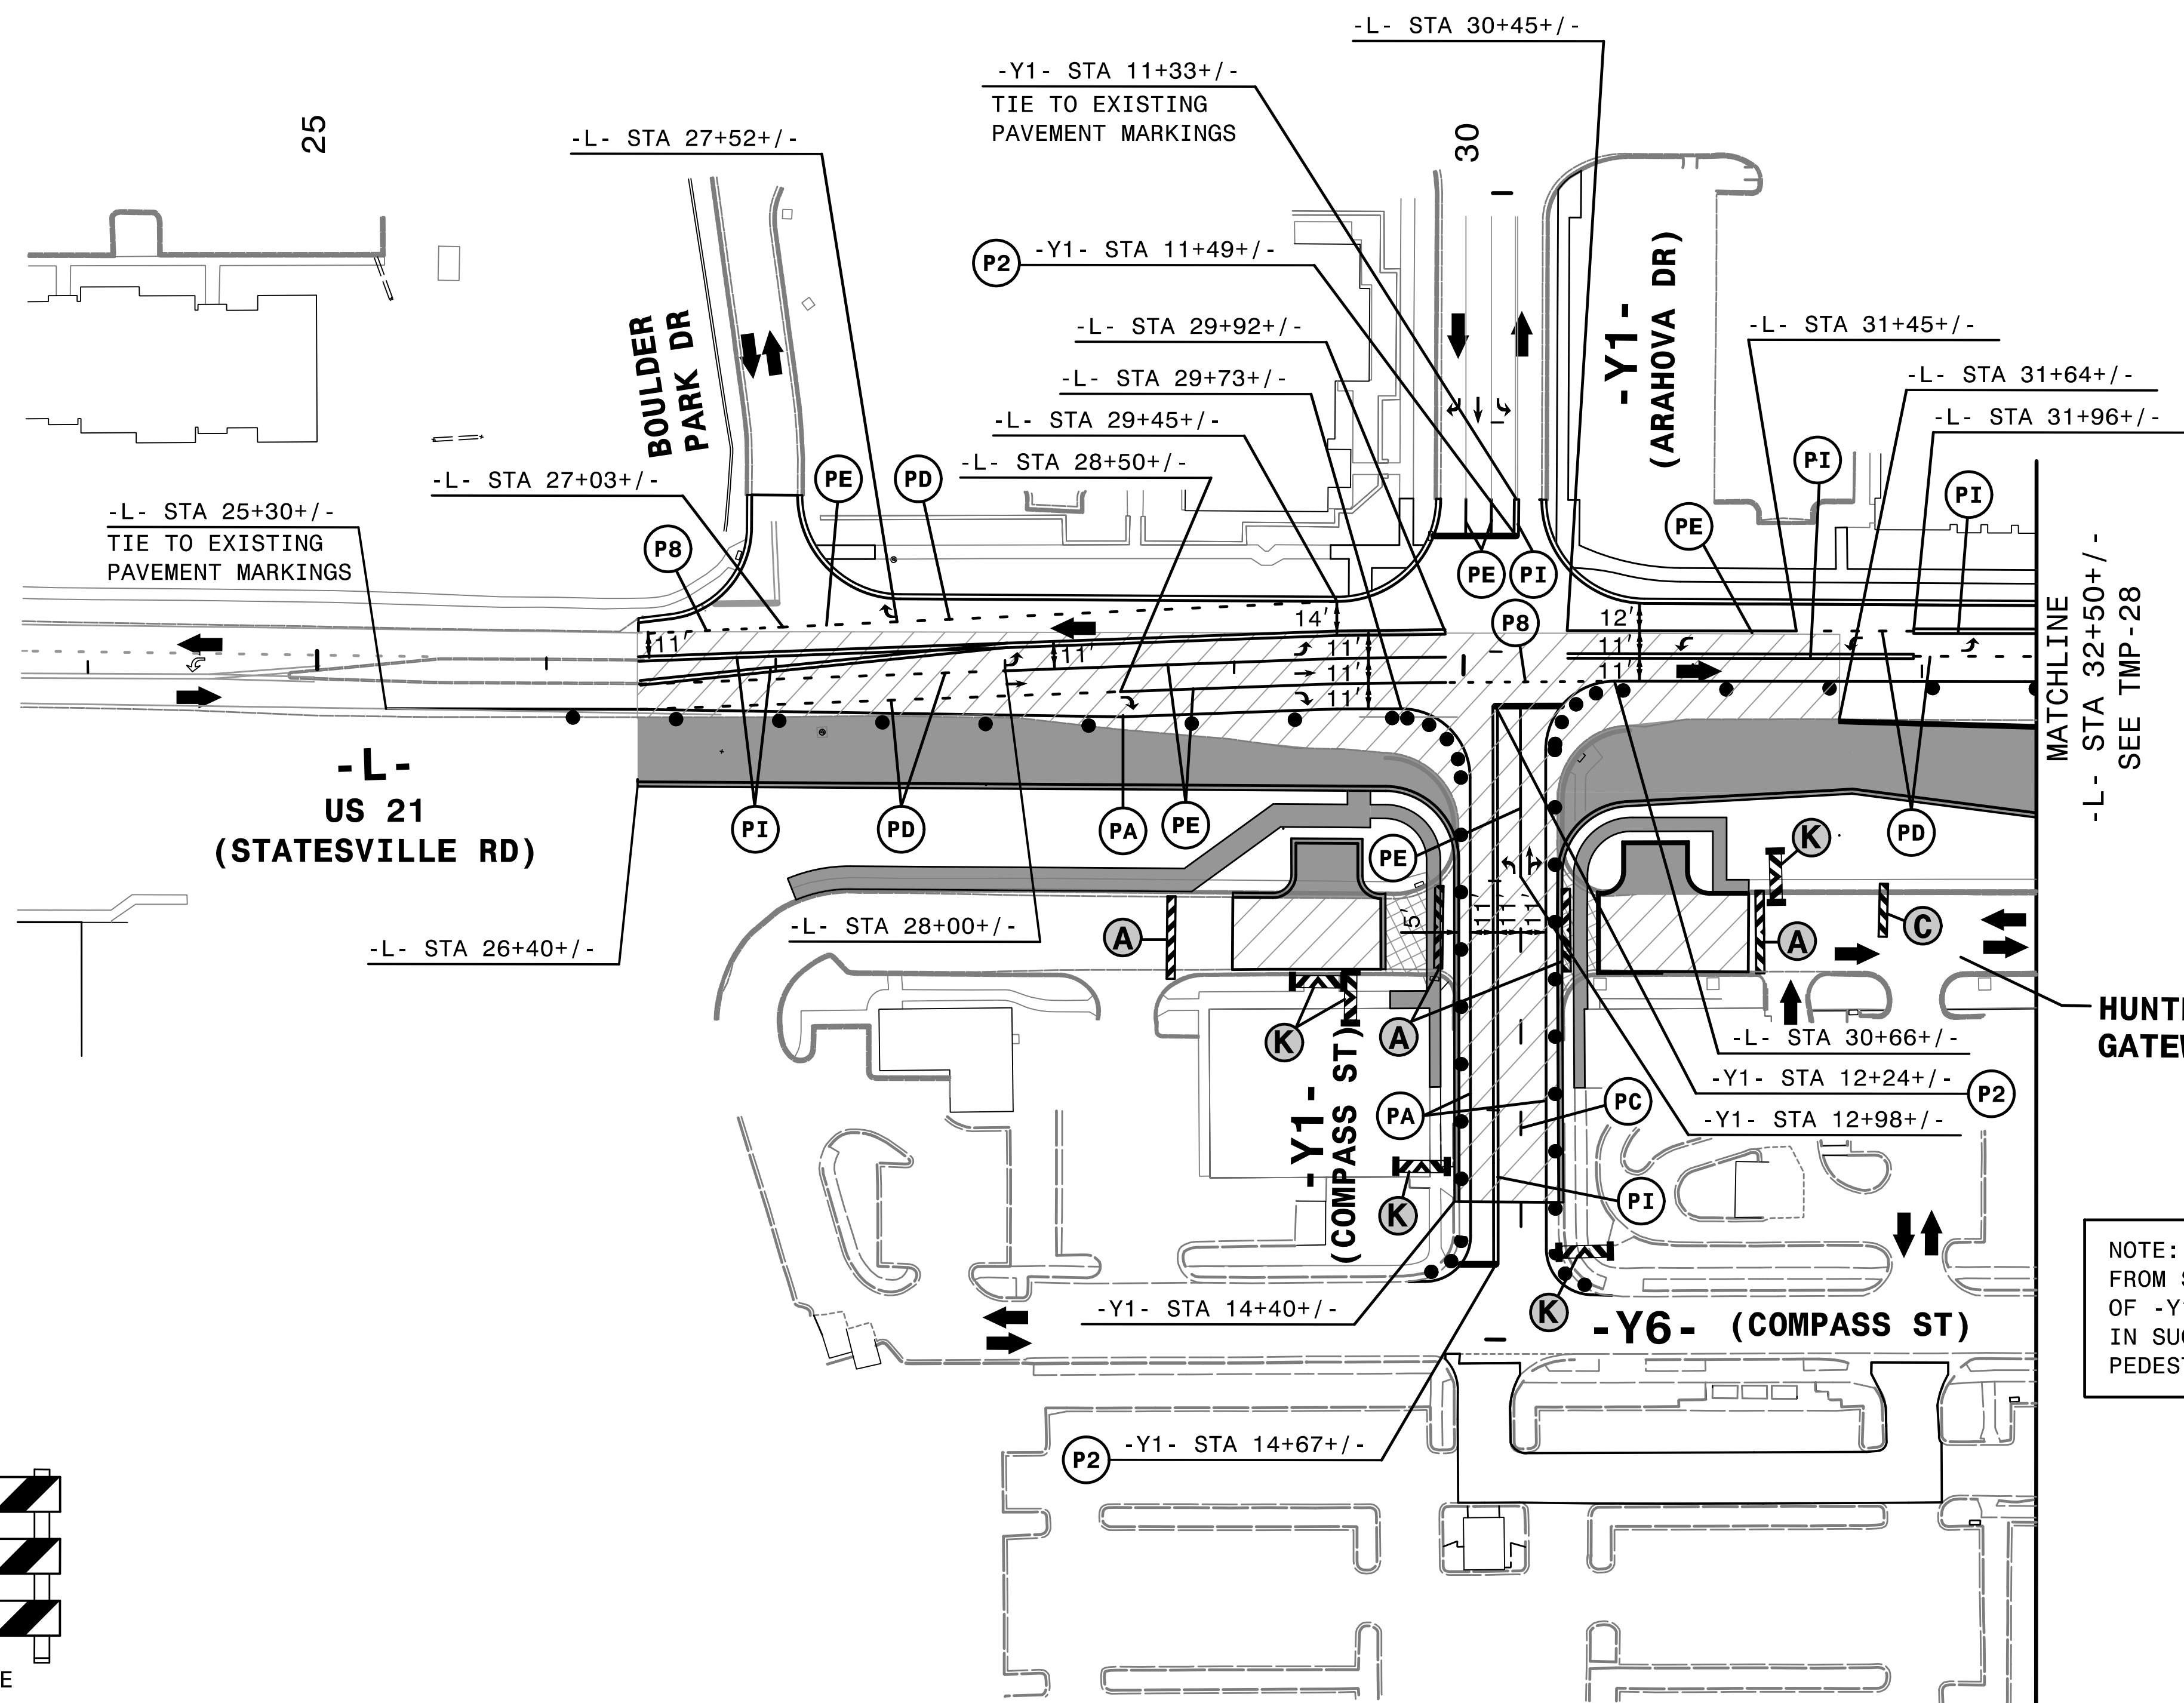 -L- STA 30+45+/-
-Y1- STA 11+33+/-
TIE TO EXISTING
PAVEMENT MARKINGS
25
30
-L- STA 27+52+/-
P2
-Y1- STA 11+49+/-
-L- STA 29+92+/-
-L- STA 29+73+/-
-L- STA 29+45+/-
-L- STA 28+50+/-
-Y1-
(ARAHOVA DR)
-L- STA 31+45+/-
-L- STA 31+64+/-
-L- STA 31+96+/-
BOULDER
PARK DR
-L- STA 27+03+/-
-L- STA 25+30+/-
TIE TO EXISTING
PAVEMENT MARKINGS
PE
PD
P8
PI
PI
PE
PE
PI
P8
14'
12'
11'
11'
11'
11'
11'
11'
11'
MATCHLINE
-L- STA 32+50+/-
SEE TMP-28
-L-
US 21
(STATESVILLE RD)
PI
PD
PA
PE
PE
PD
K
A
C
A
K
A
5'
11'
11'
11'
-L- STA 28+00+/-
-L- STA 26+40+/-
-L- STA 30+66+/-
-Y1- STA 12+24+/-
P2
-Y1- STA 12+98+/-
-Y1-
(COMPASS ST)
PA
PC
PI
K
K
-Y1- STA 14+40+/-
-Y6- (COMPASS ST)
P2
-Y1- STA 14+67+/-
NOTE:
FROM
OF -Y
PEDEST
E